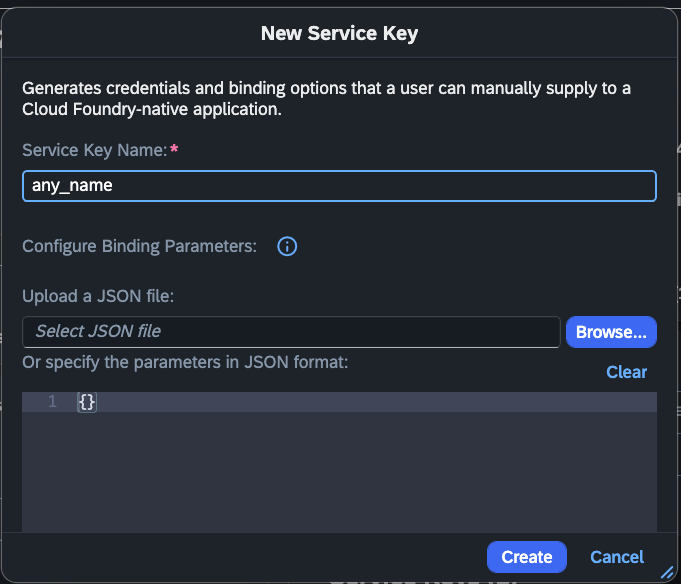 New Service Key
Generates credentials and binding options that a user can manually supply to a
Cloud Foundry-native application.
Service Key Name:*
any_name
Configure Binding Parameters:
Upload a JSON file:
Select JSON file
Browse...
Or specify the parameters in JSON format:
Clear
1 {}
Create
Cancel